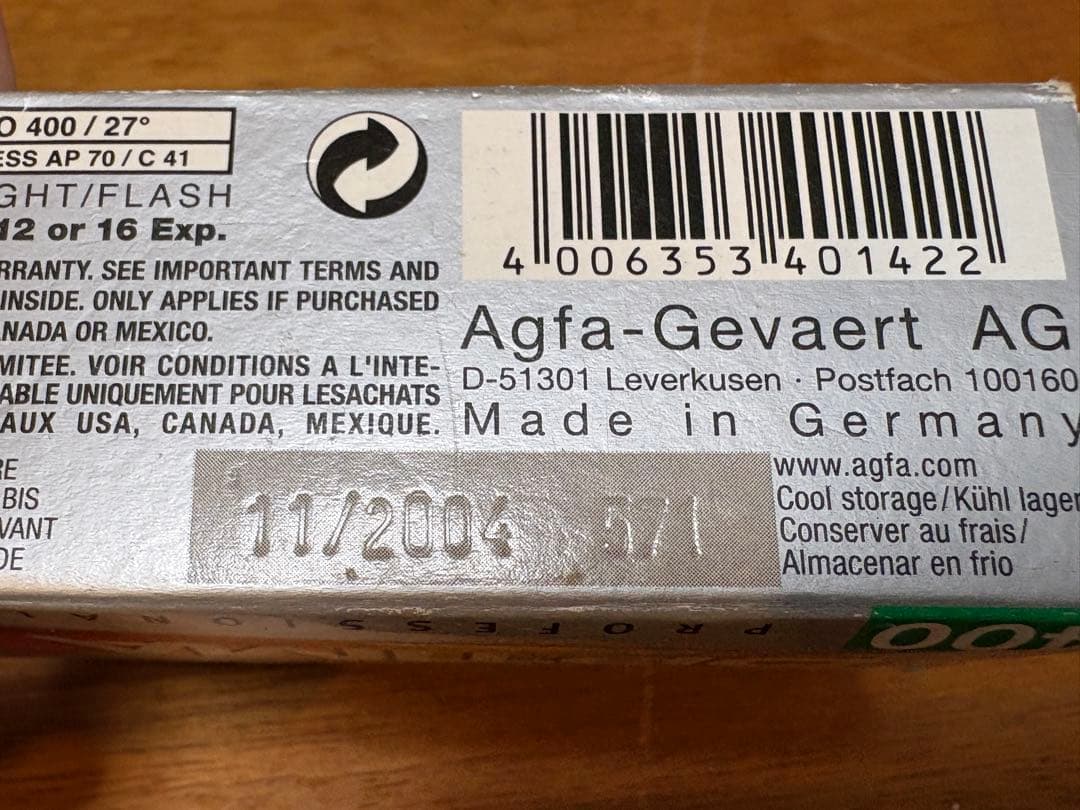 O 400 / 27°
ESS AP 70 / C 41
GHT/FLASH
12 or 16 Exp.
RRANTY. SEE IMPORTANT TERMS AND
INSIDE. ONLY APPLIES IF PURCHASED
NADA OR MEXICO.
MITEE. VOIR CONDITIONS A L'INTE-
ABLE UNIQUEMENT POUR LESACHATS
AUX USA, CANADA, MEXIQUE.
RE
BIS
VANT
DE
4 006353 401422
Agfa-Gevaert AG
D-51301 Leverkusen · Postfach 100160
Made in Germany
11/2004 571
www.agfa.com
Cool storage/Kühl lager
Conserver au frais/
Almacenar en frio
PROFESSIONAL
400